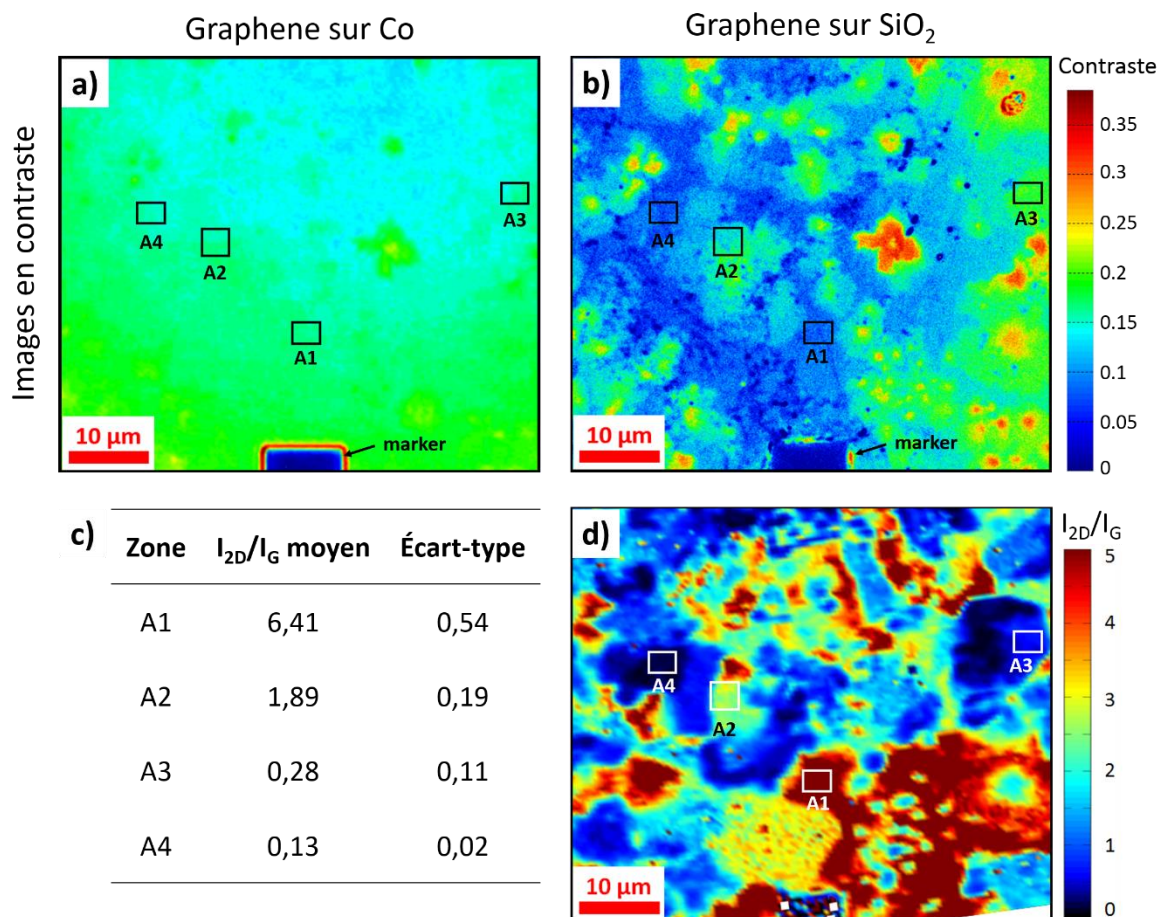 Graphene sur Co
Graphene sur SiO₂
Images en contraste
a)
A4
A2
A3
A1
10 µm
marker
b)
A4
A2
A3
A1
10 µm
marker
Contraste
0.35
0.30
0.25
0.20
0.15
0.10
0.05
0
c)
Zone I₂D/IG moyen Écart-type
A1 6,41 0,54
A2 1,89 0,19
A3 0,28 0,11
A4 0,13 0,02
d)
A4
A2
A3
A1
10 µm
I₂D/IG
5
4
3
2
1
0